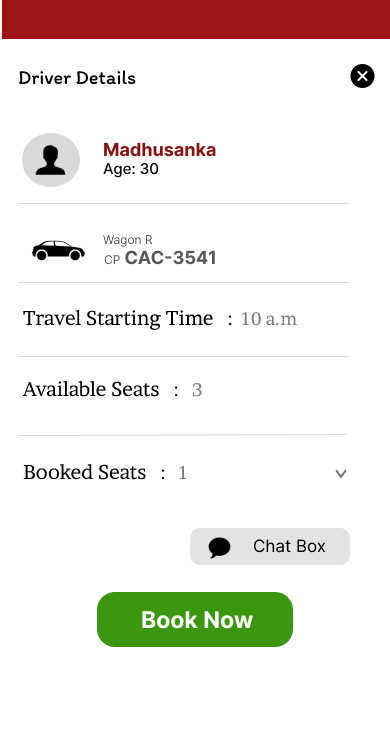 Driver Details
Madhusanka
Age: 30
Wagon R
CP CAC-3541
Travel Starting Time : 10 a.m
Available Seats : 3
Booked Seats : 1
Chat Box
Book Now